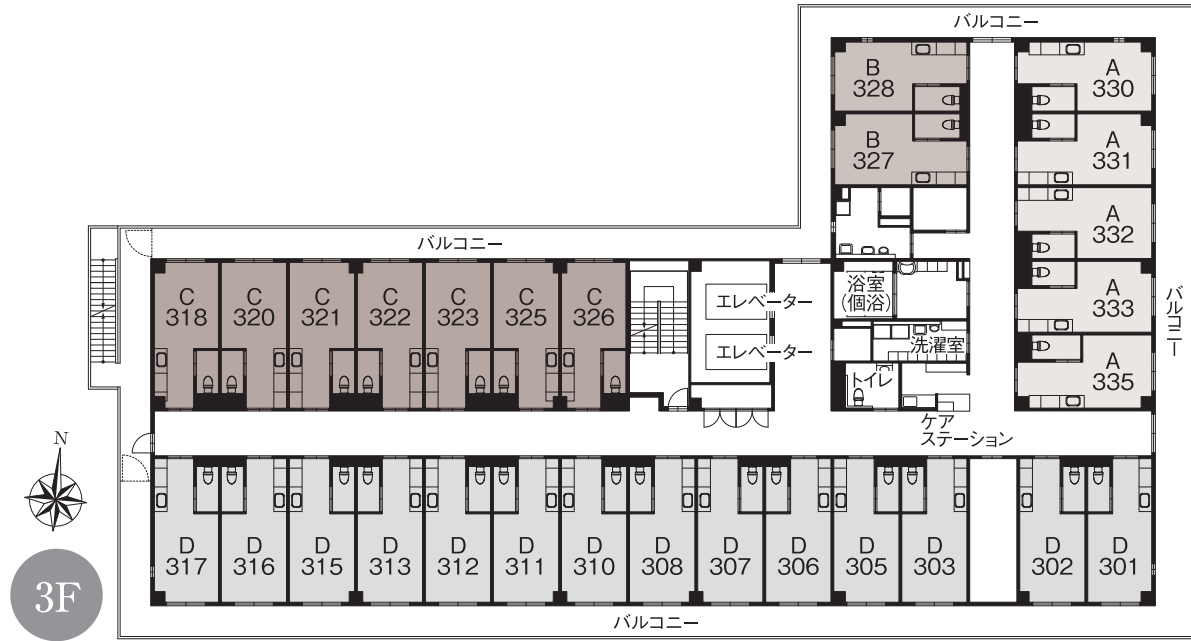 バルコニー
B
328
B
327
A
330
A
331
A
332
A
333
A
335
バルコニー
バルコニー
C
318
C
320
C
321
C
322
C
323
C
325
C
326
エレベーター
エレベーター
浴室
(個浴)
洗濯室
トイレ
ケア
ステーション
N
3F
D
317
D
316
D
315
D
313
D
312
D
311
D
310
D
308
D
307
D
306
D
305
D
303
D
302
D
301
バルコニー